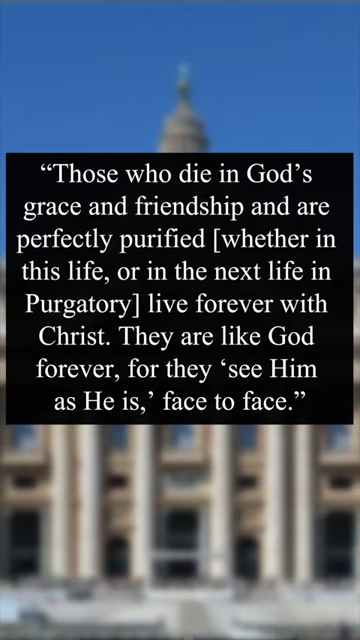 “Those who die in God’s
grace and friendship and are
perfectly purified [whether in
this life, or in the next life in
Purgatory] live forever with
Christ. They are like God
forever, for they ‘see Him
as He is,’ face to face.”